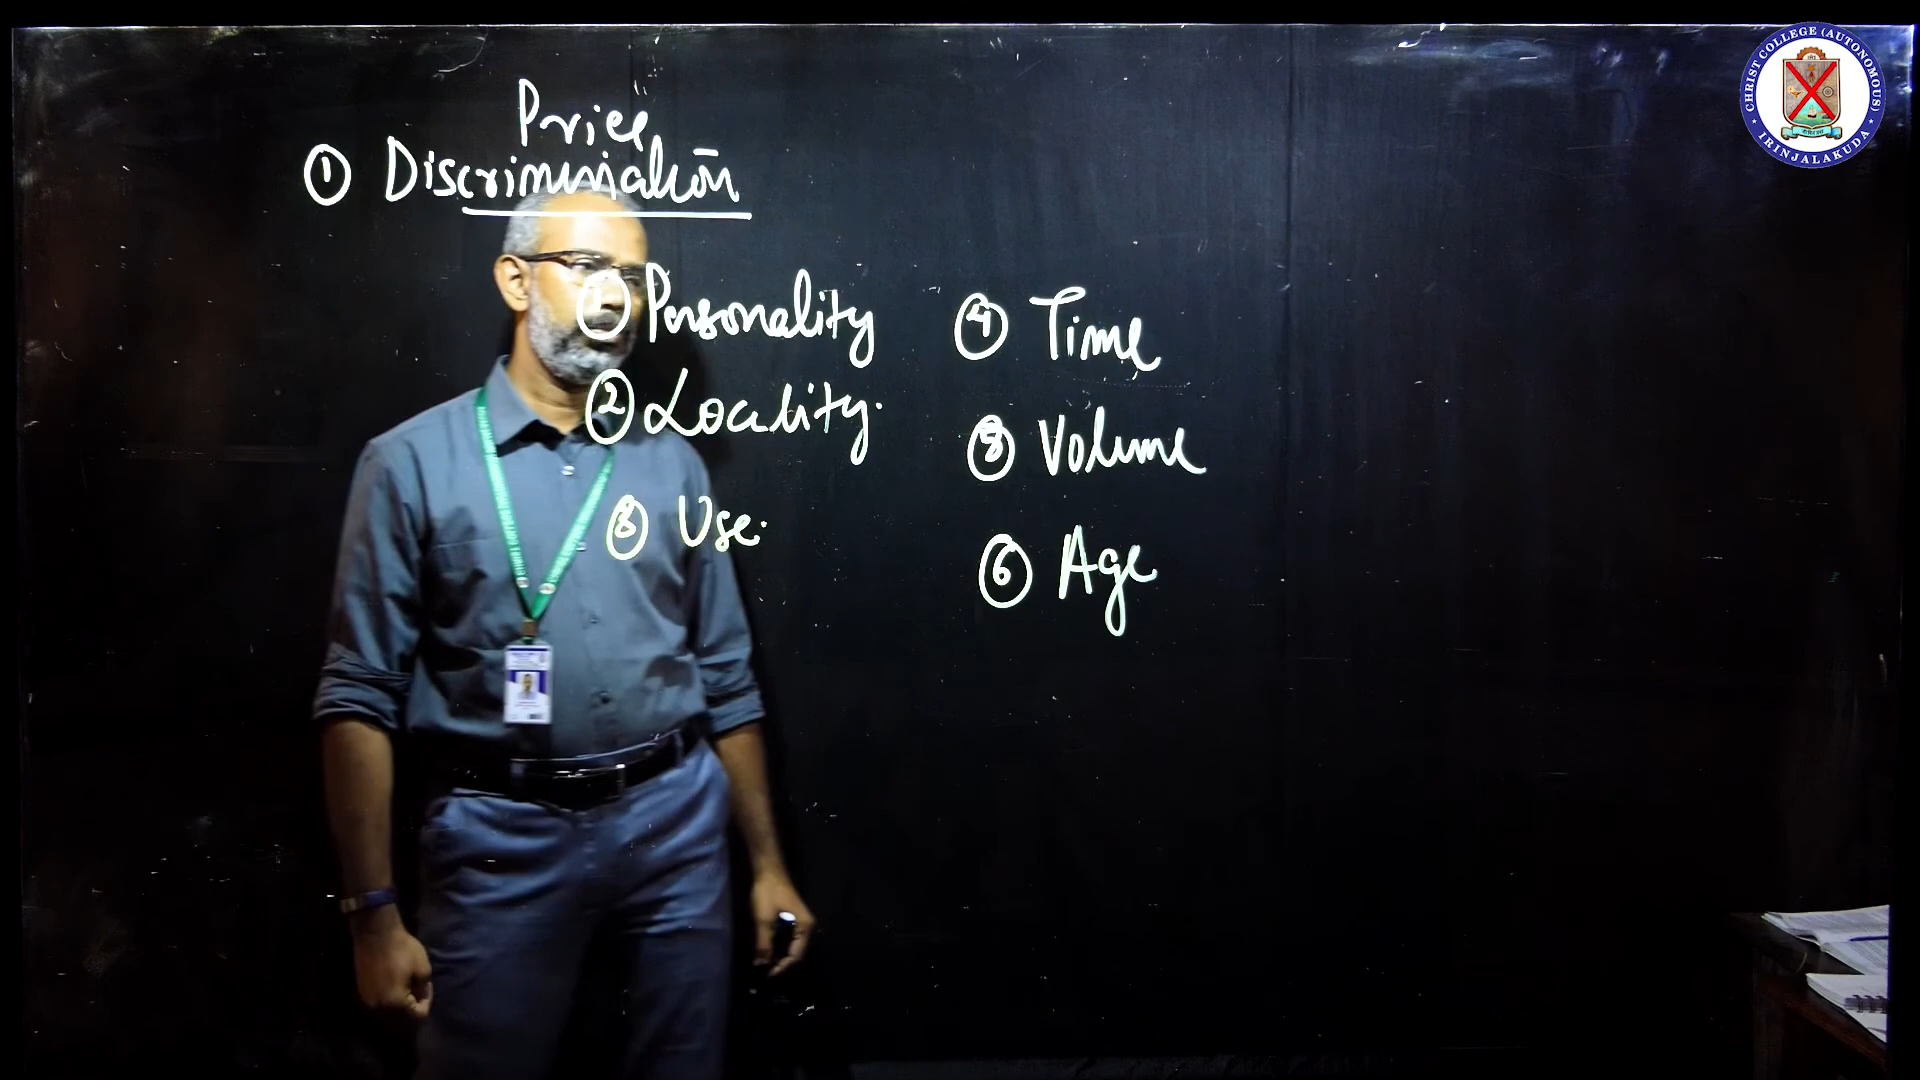 Price
① Discrimination
① Personality
② Locality.
③ Use.
④ Time
⑤ Volume
⑥ Age
CHRIST COLLEGE (AUTONOMOUS)
IRINJALAKUDA